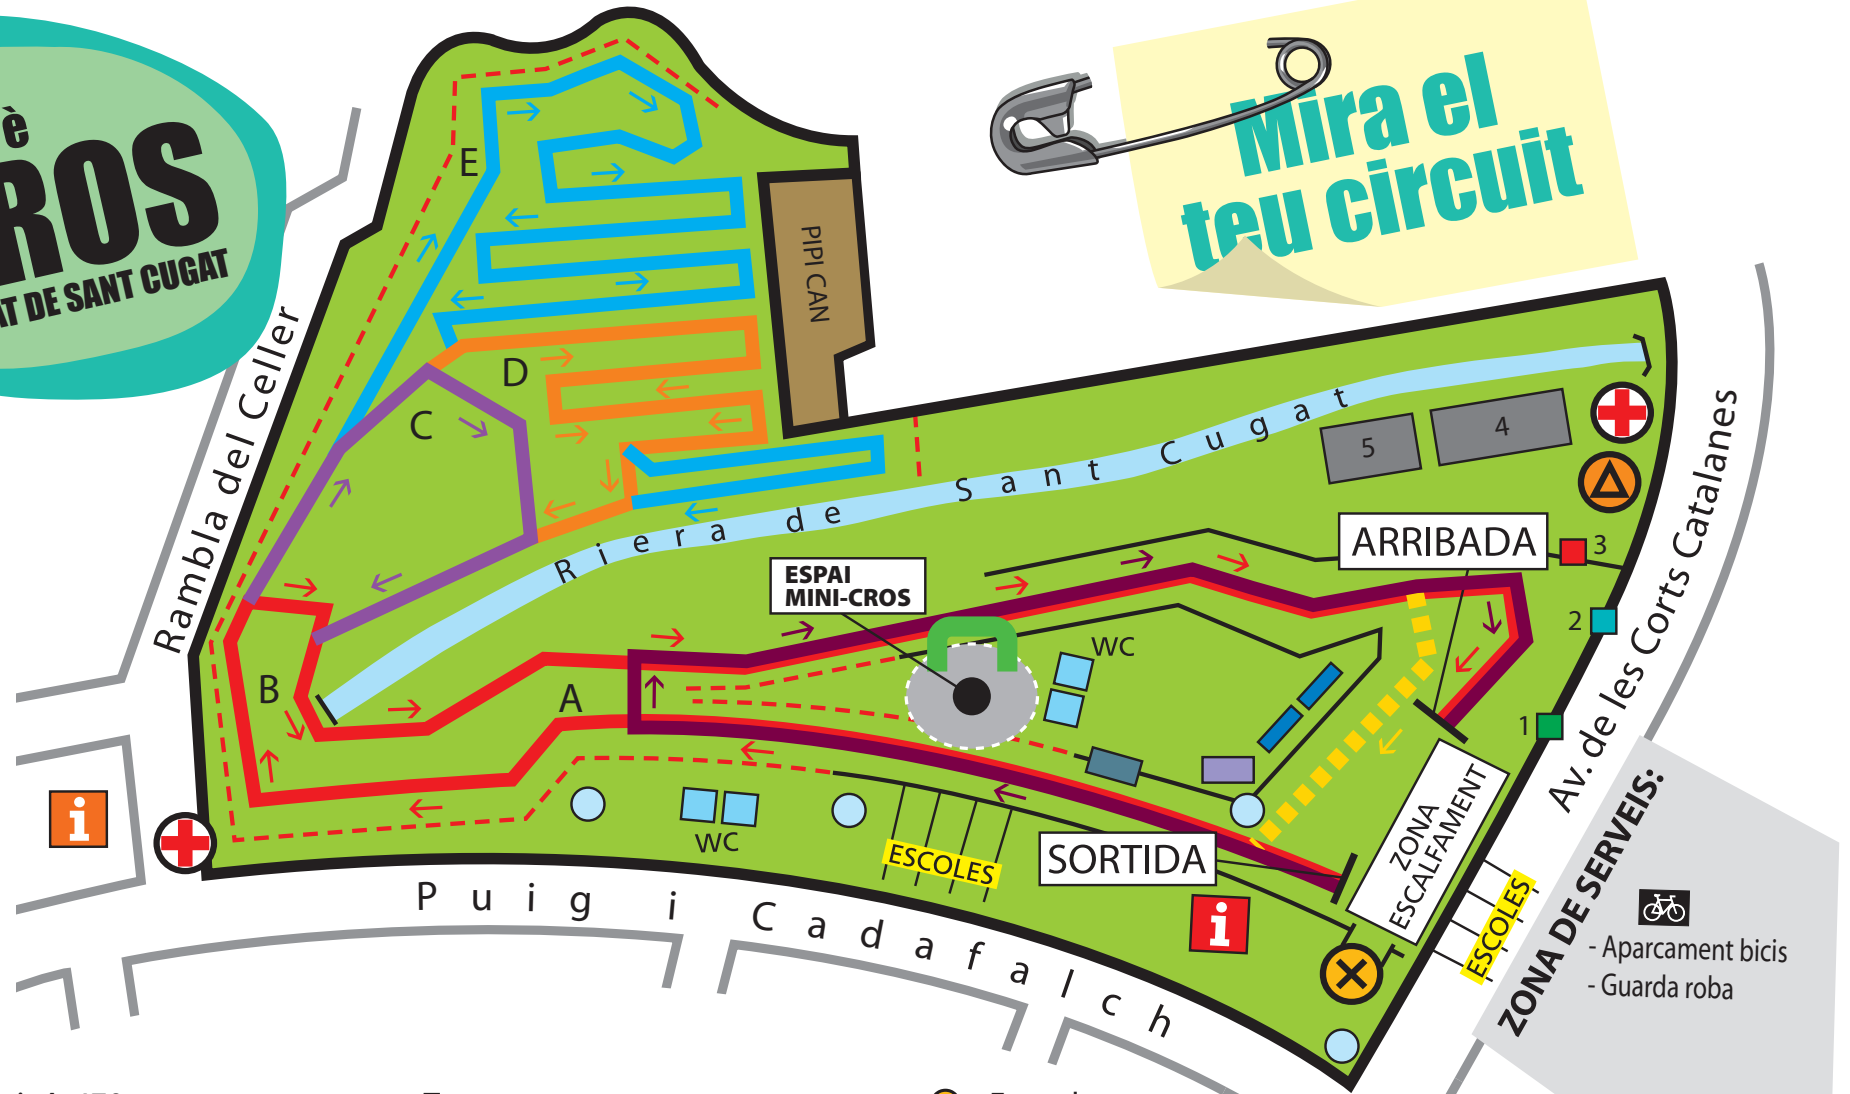 è
ROS
AT DE SANT CUGAT
Mira el
teu circuit
E
PIPI CAN
D
C
Rambla del Celler
Riera de Sant Cugat
5
4
ARRIBADA
3
ESPAI
MINI-CROS
2
WC
B
A
1
Av. de les Corts Catalanes
ZONA
ESCALFAMENT
WC
ESCOLES
SORTIDA
i
i
ESCOLES
Puig i Cadafalch
ZONA DE SERVEIS:
- Aparcament bicis
- Guarda roba